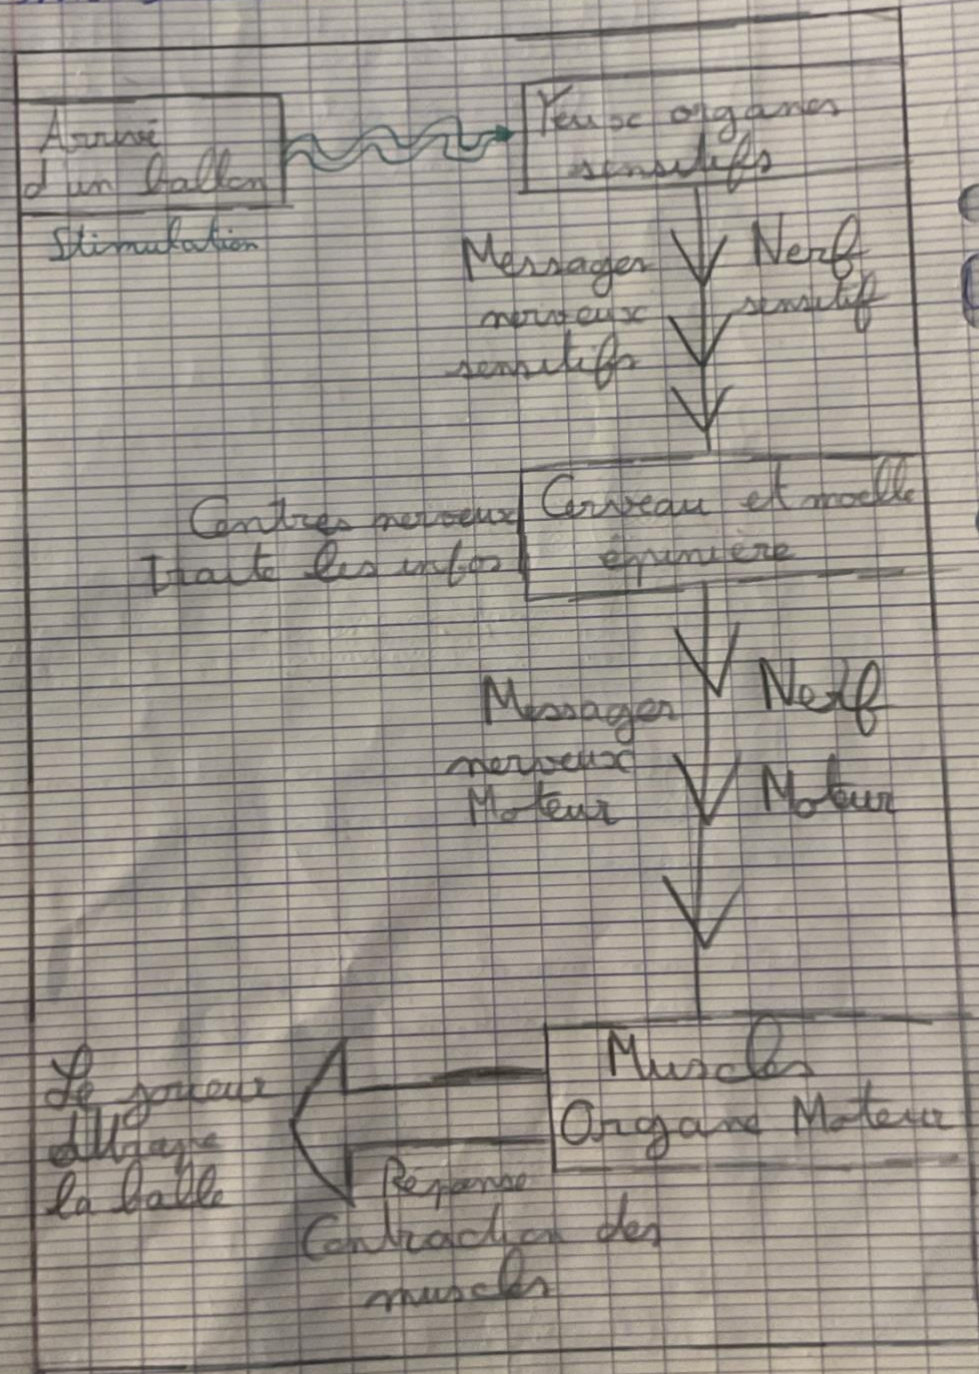 Arrivé
d'un ballon
Stimulation
Yeux organes
sensitifs
Messages
nerveux
sensitifs
Nerf
sensitif
Centres nerveux
traite les infos
Cerveau et moelle
épinière
Messages
nerveux
Moteur
Nerf
Moteur
Muscles
Organe Moteur
Le joueur
la balle
Réponse
Contraction des
muscles